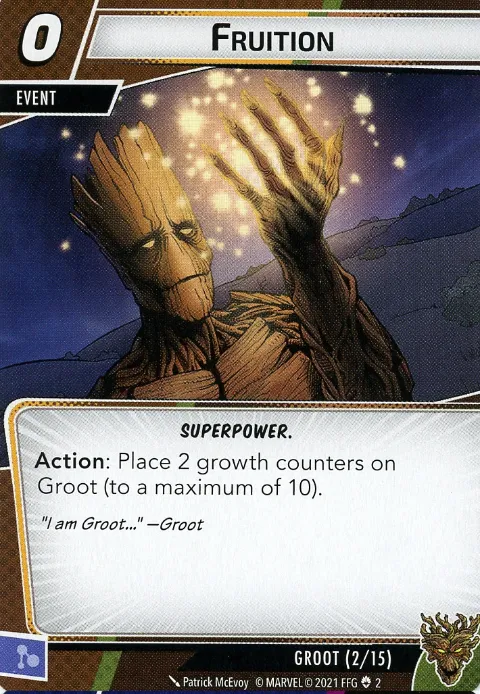 0
FRUITION
EVENT
SUPERPOWER.
Action: Place 2 growth counters on
Groot (to a maximum of 10).
"I am Groot..." —Groot
GROOT (2/15)
Patrick McEvoy © MARVEL © 2021 FFG 2